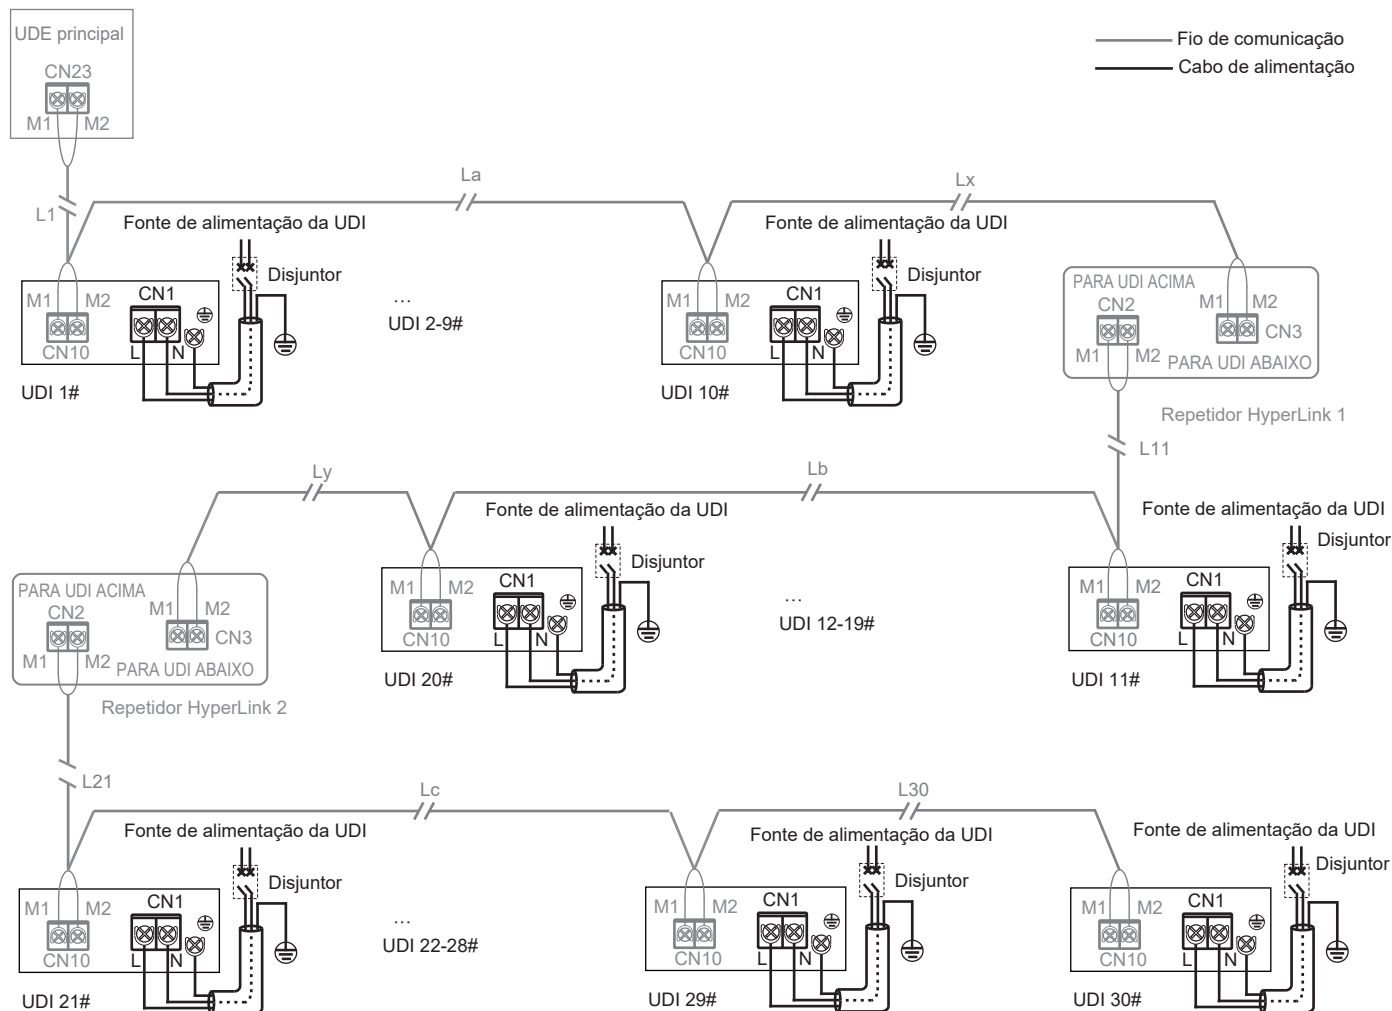 UDE principal
CN23
M1 M2
Fio de comunicação
Cabo de alimentação
L1
La
Lx
Fonte de alimentação da UDI
Disjuntor
M1 M2
CN1
CN10
L N
UDI 1#
...
UDI 2-9#
Fonte de alimentação da UDI
Disjuntor
M1 M2
CN1
CN10
L N
UDI 10#
PARA UDI ACIMA
CN2
M1 M2
M1 M2
CN3
PARA UDI ABAIXO
Repetidor HyperLink 1
L11
Ly
Lb
PARA UDI ACIMA
CN2
M1 M2
M1 M2
CN3
PARA UDI ABAIXO
Repetidor HyperLink 2
Fonte de alimentação da UDI
Disjuntor
M1 M2
CN1
CN10
L N
UDI 20#
...
UDI 12-19#
Fonte de alimentação da UDI
Disjuntor
M1 M2
CN1
CN10
L N
UDI 11#
L21
Lc
L30
Fonte de alimentação da UDI
Disjuntor
M1 M2
CN1
CN10
L N
UDI 21#
...
UDI 22-28#
Fonte de alimentação da UDI
Disjuntor
M1 M2
CN1
CN10
L N
UDI 29#
Fonte de alimentação da UDI
Disjuntor
M1 M2
CN1
CN10
L N
UDI 30#